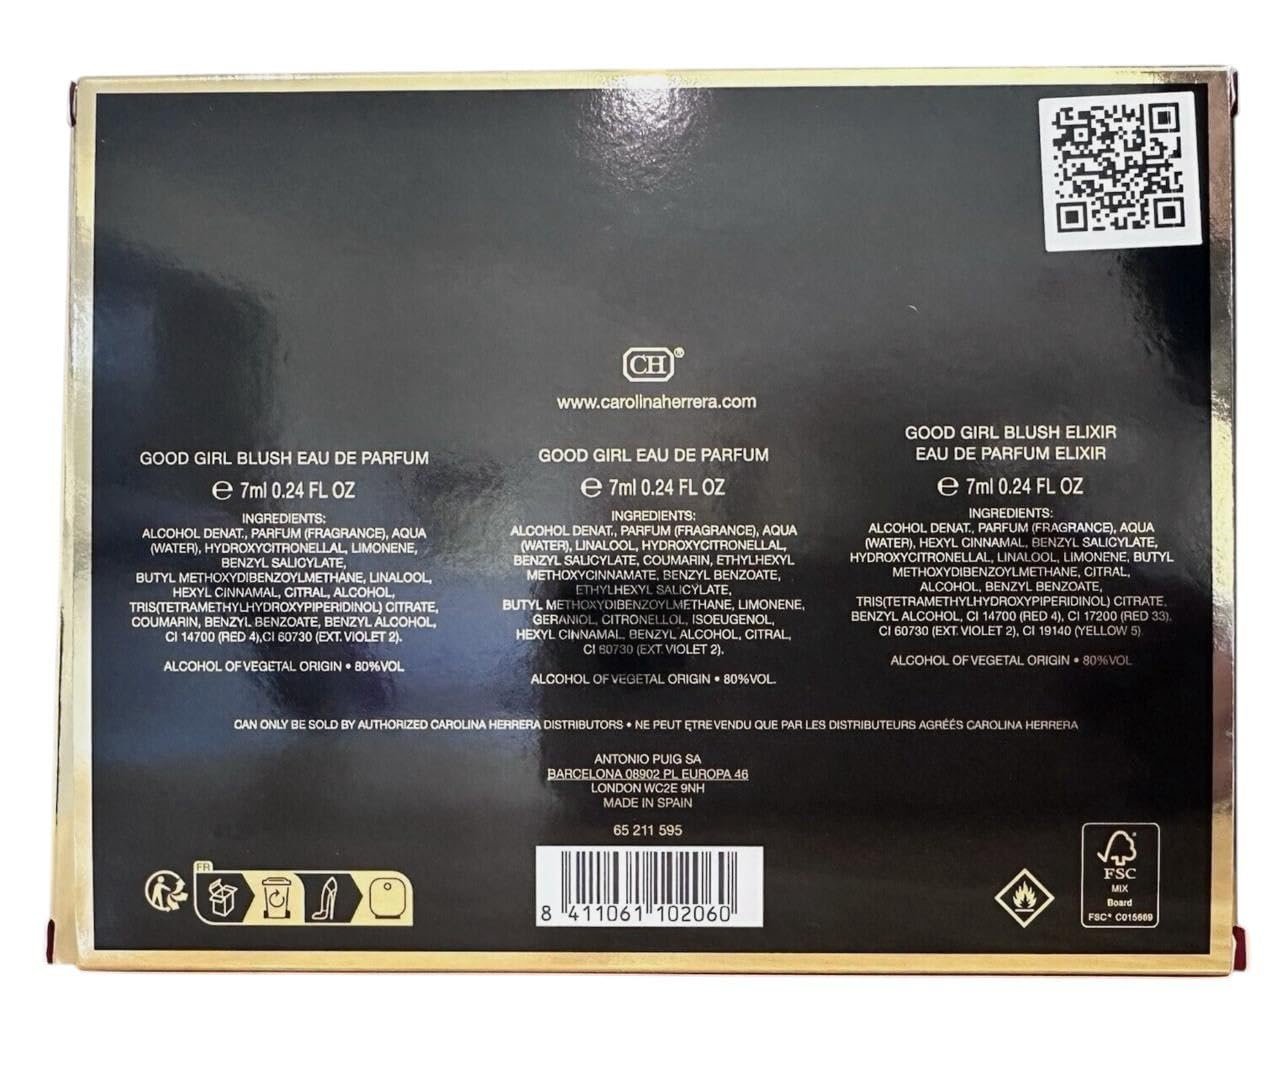 CH®
www.carolinaherrera.com
GOOD GIRL BLUSH EAU DE PARFUM
e 7ml 0.24 FL OZ
INGREDIENTS:
ALCOHOL DENAT., PARFUM (FRAGRANCE), AQUA
(WATER), HYDROXYCITRONELLAL, LIMONENE,
BENZYL SALICYLATE,
BUTYL METHOXYDIBENZOYLMETHANE, LINALOOL,
HEXYL CINNAMAL, CITRAL, ALCOHOL,
TRIS(TETRAMETHYLHYDROXYPIPERIDINOL) CITRATE,
COUMARIN, BENZYL BENZOATE, BENZYL ALCOHOL,
CI 14700 (RED 4),CI 60730 (EXT. VIOLET 2).
ALCOHOL OF VEGETAL ORIGIN • 80%VOL
GOOD GIRL EAU DE PARFUM
e 7ml 0.24 FL OZ
INGREDIENTS:
ALCOHOL DENAT., PARFUM (FRAGRANCE), AQUA
(WATER), LINALOOL, HYDROXYCITRONELLAL,
BENZYL SALICYLATE, COUMARIN, ETHYLHEXYL
METHOXYCINNAMATE, BENZYL BENZOATE,
ETHYLHEXYL SALICYLATE,
BUTYL METHOXYDIBENZOYLMETHANE, LIMONENE,
GERANIOL, CITRONELLOL, ISOEUGENOL,
HEXYL CINNAMAL, BENZYL ALCOHOL, CITRAL,
CI 60730 (EXT. VIOLET 2).
ALCOHOL OF VEGETAL ORIGIN • 80%VOL.
GOOD GIRL BLUSH ELIXIR
EAU DE PARFUM ELIXIR
e 7ml 0.24 FL OZ
INGREDIENTS:
ALCOHOL DENAT., PARFUM (FRAGRANCE), AQUA
(WATER), HEXYL CINNAMAL, BENZYL SALICYLATE,
HYDROXYCITRONELLAL, LINALOOL, LIMONENE, BUTYL
METHOXYDIBENZOYLMETHANE, CITRAL,
ALCOHOL, BENZYL BENZOATE,
TRIS(TETRAMETHYLHYDROXYPIPERIDINOL) CITRATE,
BENZYL ALCOHOL, CI 14700 (RED 4), CI 17200 (RED 33),
CI 60730 (EXT. VIOLET 2), CI 19140 (YELLOW 5).
ALCOHOL OF VEGETAL ORIGIN • 80%VOL
CAN ONLY BE SOLD BY AUTHORIZED CAROLINA HERRERA DISTRIBUTORS • NE PEUT ETRE VENDU QUE PAR LES DISTRIBUTEURS AGRÉÉS CAROLINA HERRERA
ANTONIO PUIG SA
BARCELONA 08902 PL EUROPA 46
LONDON WC2E 9NH
MADE IN SPAIN
65 211 595
FR
8 411061 102060
FSC
MIX
Board
FSC® C015669